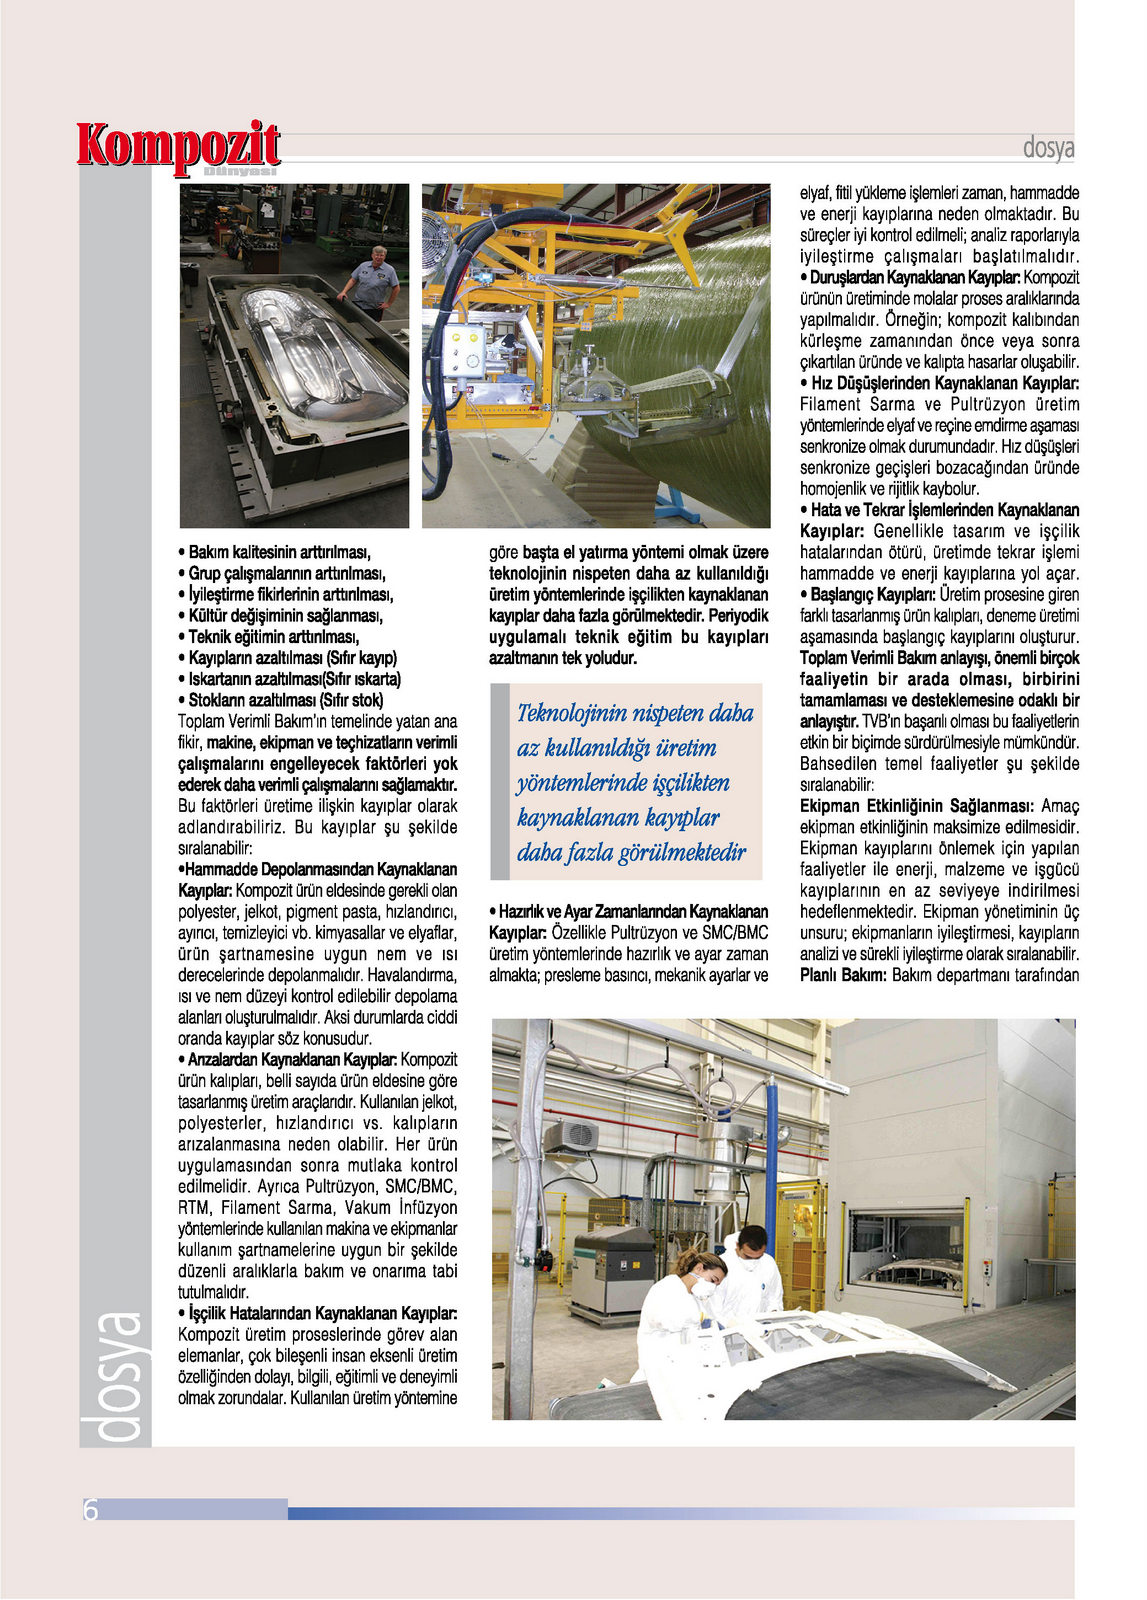 Kompozit
Dünyası
dosya
• Bakım kalitesinin arttırılması,
• Grup çalışmalarının arttırılması,
• İyileştirme fikirlerinin arttırılması,
• Kültür değişiminin sağlanması,
• Teknik eğitimin arttırılması,
• Kayıpların azaltılması (Sıfır kayıp)
• Iskartanın azaltılması(Sıfır ıskarta)
• Stokların azaltılması (Sıfır stok)
Toplam Verimli Bakım'ın temelinde yatan ana
fikir, makine, ekipman ve teçhizatların verimli
çalışmalarını engelleyecek faktörleri yok
ederek daha verimli çalışmalarını sağlamaktır.
Bu faktörleri üretime ilişkin kayıplar olarak
adlandırabiliriz. Bu kayıplar şu şekilde
sıralanabilir:
•Hammadde Depolanmasından Kaynaklanan
Kayıplar: Kompozit ürün eldesinde gerekli olan
polyester, jelkot, pigment pasta, hızlandırıcı,
ayırıcı, temizleyici vb. kimyasallar ve elyaflar,
ürün şartnamesine uygun nem ve ısı
derecelerinde depolanmalıdır. Havalandırma,
ısı ve nem düzeyi kontrol edilebilir depolama
alanları oluşturulmalıdır. Aksi durumlarda ciddi
oranda kayıplar söz konusudur.
• Arızalardan Kaynaklanan Kayıplar: Kompozit
ürün kalıpları, belli sayıda ürün eldesine göre
tasarlanmış üretim araçlarıdır. Kullanılan jelkot,
polyesterler, hızlandırıcı vs. kalıpların
arızalanmasına neden olabilir. Her ürün
uygulamasından sonra mutlaka kontrol
edilmelidir. Ayrıca Pultrüzyon, SMC/BMC,
RTM, Filament Sarma, Vakum İnfüzyon
yöntemlerinde kullanılan makina ve ekipmanlar
kullanım şartnamelerine uygun bir şekilde
düzenli aralıklarla bakım ve onarıma tabi
tutulmalıdır.
• İşçilik Hatalarından Kaynaklanan Kayıplar:
Kompozit üretim proseslerinde görev alan
elemanlar, çok bileşenli insan eksenli üretim
özelliğinden dolayı, bilgili, eğitimli ve deneyimli
olmak zorundalar. Kullanılan üretim yöntemine
göre başta el yatırma yöntemi olmak üzere
teknolojinin nispeten daha az kullanıldığı
üretim yöntemlerinde işçilikten kaynaklanan
kayıplar daha fazla görülmektedir. Periyodik
uygulamalı teknik eğitim bu kayıpları
azaltmanın tek yoludur.
Teknolojinin nispeten daha
az kullanıldığı üretim
yöntemlerinde işçilikten
kaynaklanan kayıplar
daha fazla görülmektedir
• Hazırlık ve Ayar Zamanlarından Kaynaklanan
Kayıplar: Özellikle Pultrüzyon ve SMC/BMC
üretim yöntemlerinde hazırlık ve ayar zaman
almakta; presleme basıncı, mekanik ayarlar ve
elyaf, fitil yükleme işlemleri zaman, hammadde
ve enerji kayıplarına neden olmaktadır. Bu
süreçler iyi kontrol edilmeli; analiz raporlarıyla
iyileştirme çalışmaları başlatılmalıdır.
• Duruşlardan Kaynaklanan Kayıplar: Kompozit
ürünün üretiminde molalar proses aralıklarında
yapılmalıdır. Örneğin; kompozit kalıbından
kürleşme zamanından önce veya sonra
çıkartılan üründe ve kalıpta hasarlar oluşabilir.
• Hız Düşüşlerinden Kaynaklanan Kayıplar:
Filament Sarma ve Pultrüzyon üretim
yöntemlerinde elyaf ve reçine emdirme aşaması
senkronize olmak durumundadır. Hız düşüşleri
senkronize geçişleri bozacağından üründe
homojenlik ve rijitlik kaybolur.
• Hata ve Tekrar İşlemlerinden Kaynaklanan
Kayıplar: Genellikle tasarım ve işçilik
hatalarından ötürü, üretimde tekrar işlemi
hammadde ve enerji kayıplarına yol açar.
• Başlangıç Kayıpları: Üretim prosesine giren
farklı tasarlanmış ürün kalıpları, deneme üretimi
aşamasında başlangıç kayıplarını oluşturur.
Toplam Verimli Bakım anlayışı, önemli birçok
faaliyetin bir arada olması, birbirini
tamamlaması ve desteklemesine odaklı bir
anlayıştır. TVB'ın başarılı olması bu faaliyetlerin
etkin bir biçimde sürdürülmesiyle mümkündür.
Bahsedilen temel faaliyetler şu şekilde
sıralanabilir:
Ekipman Etkinliğinin Sağlanması: Amaç
ekipman etkinliğinin maksimize edilmesidir.
Ekipman kayıplarını önlemek için yapılan
faaliyetler ile enerji, malzeme ve işgücü
kayıplarının en az seviyeye indirilmesi
hedeflenmektedir. Ekipman yönetiminin üç
unsuru; ekipmanların iyileştirmesi, kayıpların
analizi ve sürekli iyileştirme olarak sıralanabilir.
Planlı Bakım: Bakım departmanı tarafından
dosya
6